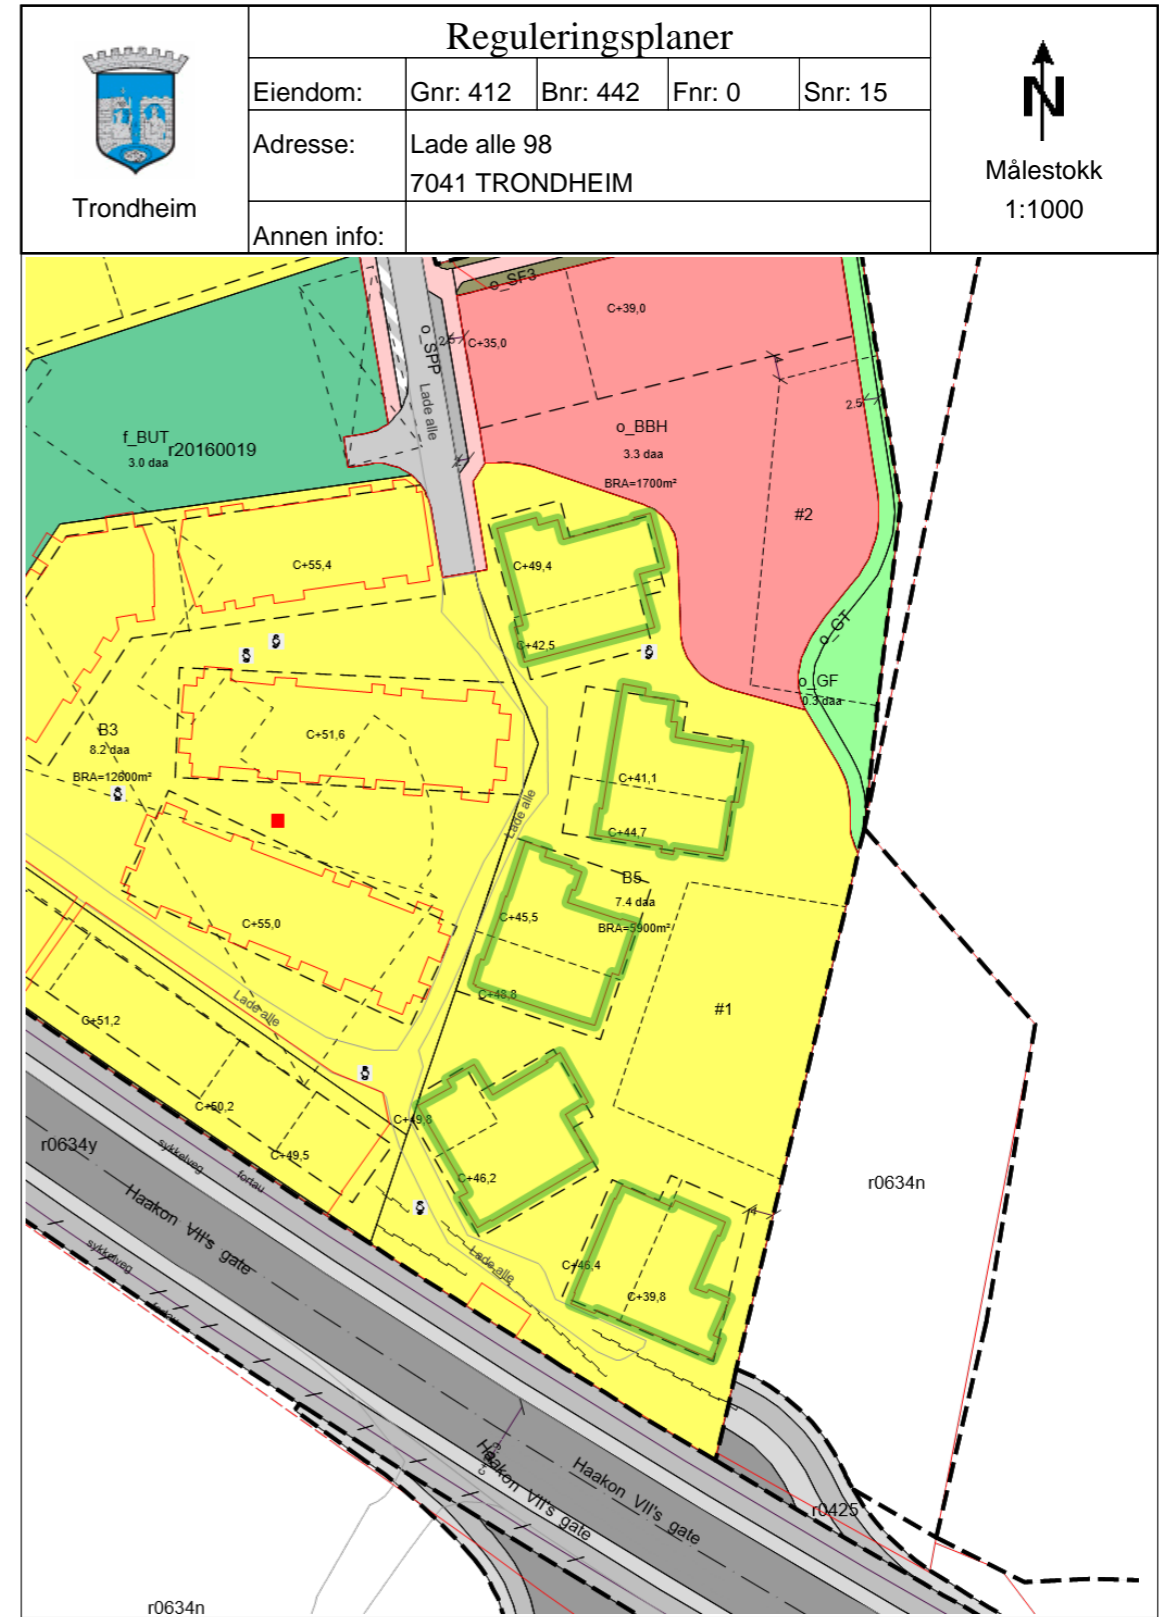 Reguleringsplaner
Eiendom:
Gnr: 412
Bnr: 442
Fnr: 0
Snr: 15
Adresse:
Lade alle 98
7041 TRONDHEIM
Annen info:
Trondheim
N
Målestokk
1:1000
o_SF3
C+39,0
C+35,0
o_SPP
Lade alle
2.5
f_BUT
r20160019
3.0 daa
o_BBH
3.3 daa
BRA=1700m²
#2
C+55,4
C+49,4
C+42,5
o_GT
o_GF
0.3 daa
B3
8.2 daa
BRA=12600m²
C+51,6
C+41,1
C+44,7
Lade alle
B5
7.4 daa
BRA=5900m²
C+45,5
C+48,8
C+55,0
#1
Lade alle
C+51,2
C+50,2
C+49,5
C+49,8
C+46,2
r0634y
sykkelveg
fortau
r0634n
Haakon VII's gate
sykkelveg
Lade alle
C+46,4
C+39,8
4
Haakon VII's gate
Haakon VII's gate
r0425
r0634n